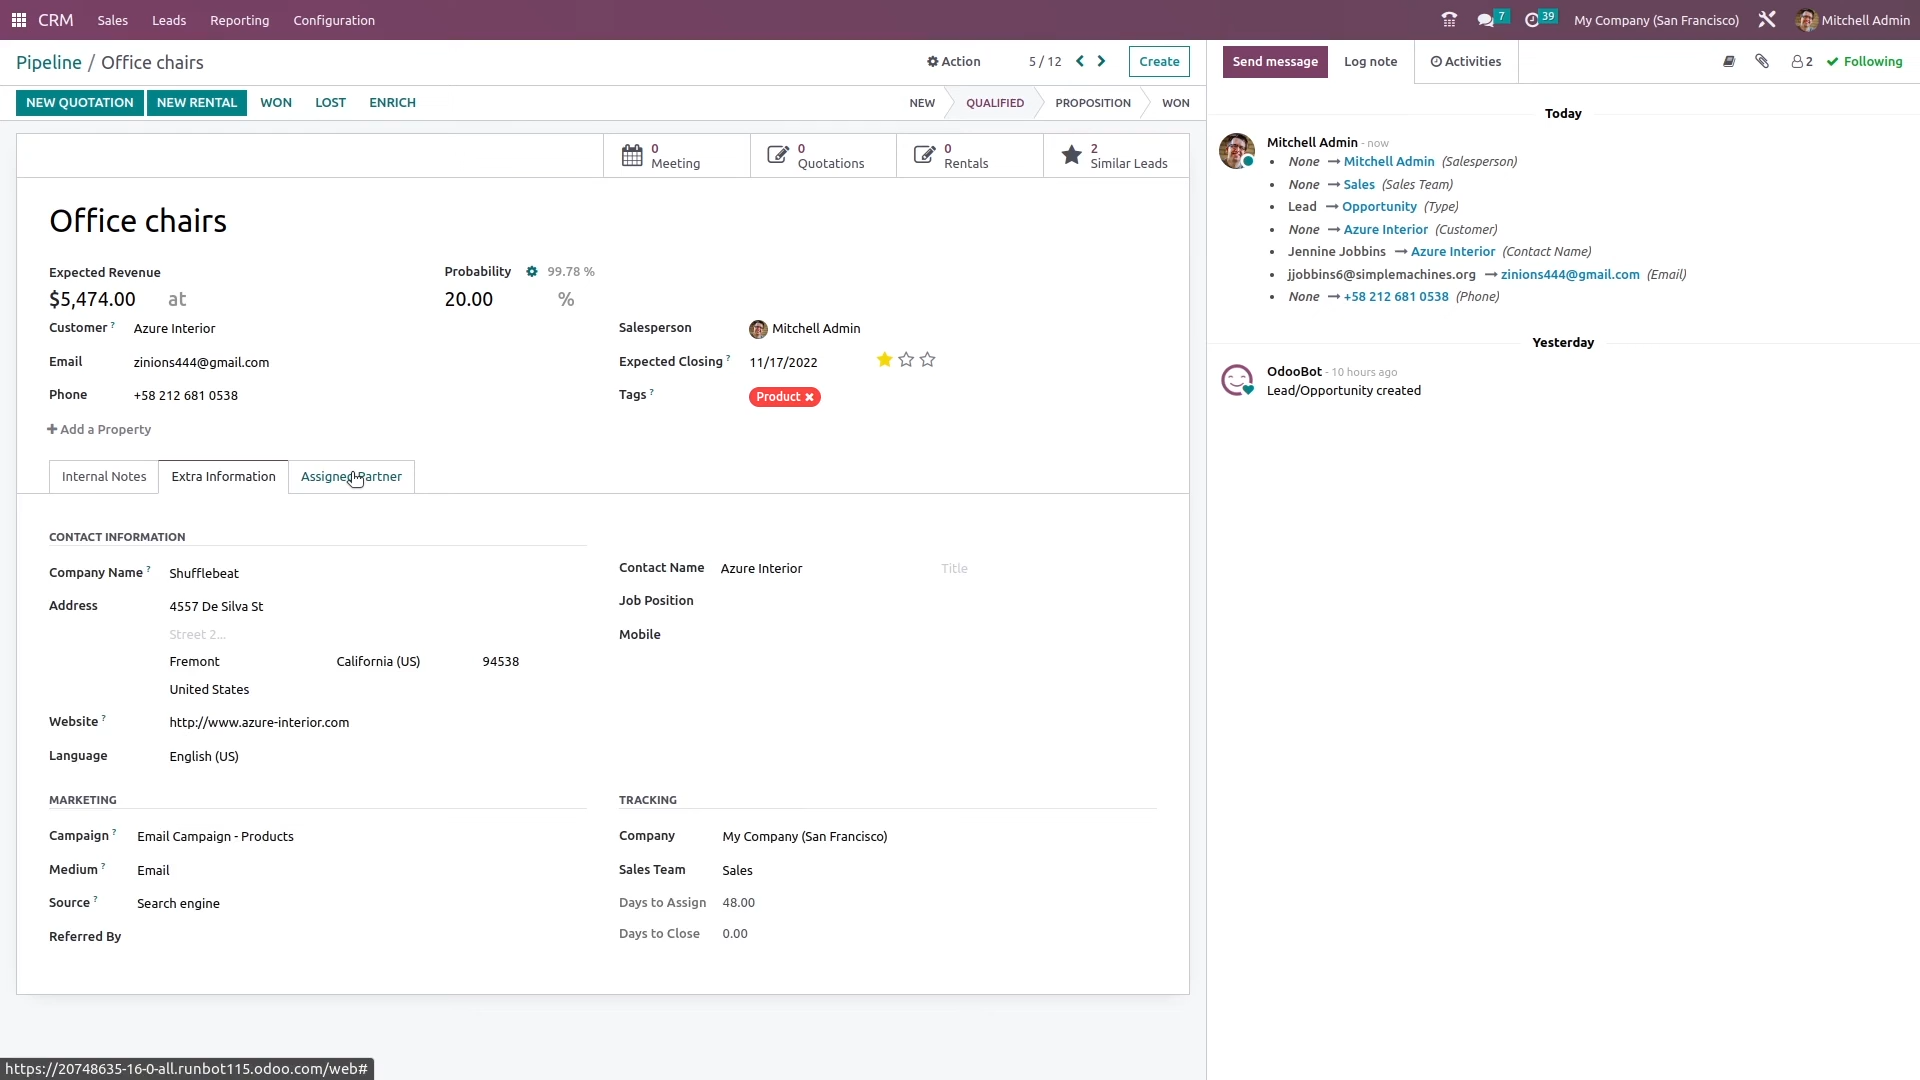 CRM Sales Leads Reporting Configuration 7 39 My Company (San Francisco) Mitchell Admin
Pipeline / Office chairs Action 5 / 12 Create
NEW QUOTATION NEW RENTAL WON LOST ENRICH NEW QUALIFIED PROPOSITION WON
0 Meeting
0 Quotations
0 Rentals
2 Similar Leads
Office chairs
Expected Revenue Probability 99.78 %
$5,474.00 at 20.00 %
Customer ? Azure Interior Salesperson Mitchell Admin
Email zinions444@gmail.com Expected Closing ? 11/17/2022
Phone +58 212 681 0538 Tags ? Product ×
+ Add a Property
Internal Notes Extra Information Assigned Partner
CONTACT INFORMATION
Company Name ? Shufflebeat Contact Name Azure Interior Title
Address 4557 De Silva St Job Position
Street 2... Mobile
Fremont California (US) 94538
United States
Website ? http://www.azure-interior.com
Language English (US)
MARKETING TRACKING
Campaign ? Email Campaign - Products Company My Company (San Francisco)
Medium ? Email Sales Team Sales
Source ? Search engine Days to Assign 48.00
Referred By Days to Close 0.00
Send message Log note Activities 2 Following
Today
Mitchell Admin - now
• None → Mitchell Admin (Salesperson)
• None → Sales (Sales Team)
• Lead → Opportunity (Type)
• None → Azure Interior (Customer)
• Jennine Jobbins → Azure Interior (Contact Name)
• jjobbins6@simplemachines.org → zinions444@gmail.com (Email)
• None → +58 212 681 0538 (Phone)
Yesterday
OdooBot - 10 hours ago
Lead/Opportunity created
https://20748635-16-0-all.runbot115.odoo.com/web#